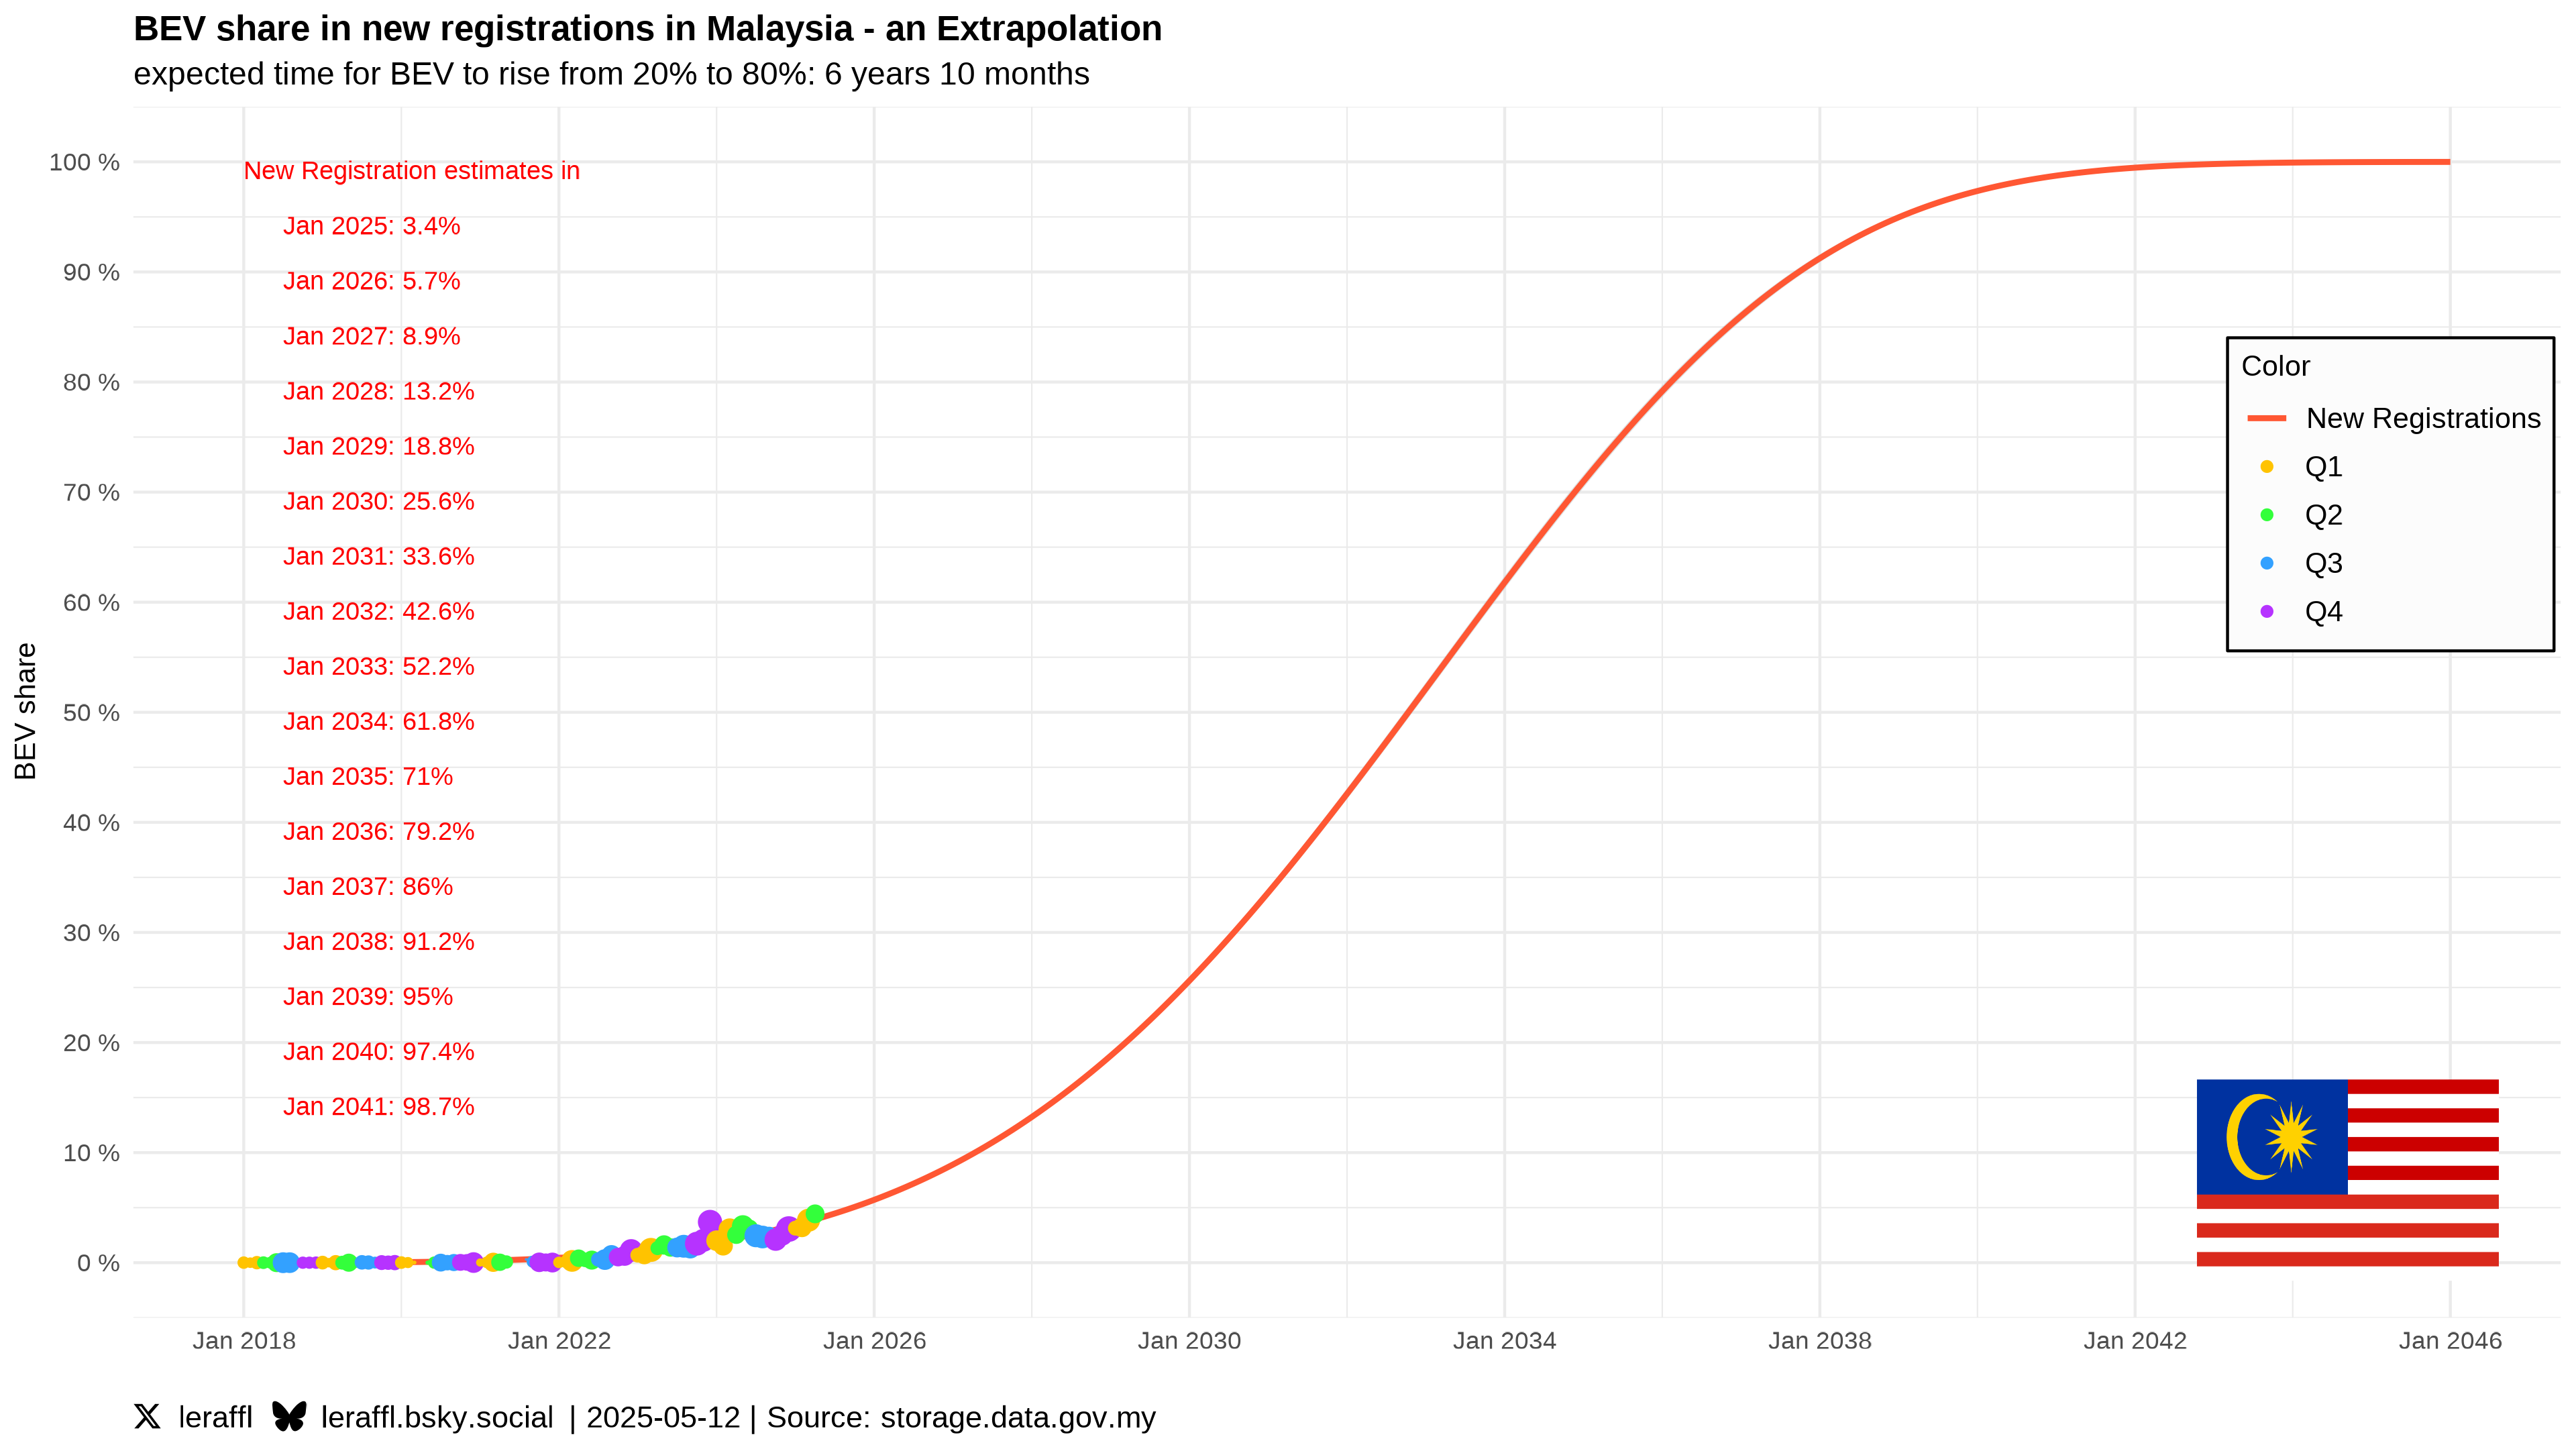 BEV share in new registrations in Malaysia - an Extrapolation
expected time for BEV to rise from 20% to 80%: 6 years 10 months
BEV share
100 %
90 %
80 %
70 %
60 %
50 %
40 %
30 %
20 %
10 %
0 %
New Registration estimates in
Jan 2025: 3.4%
Jan 2026: 5.7%
Jan 2027: 8.9%
Jan 2028: 13.2%
Jan 2029: 18.8%
Jan 2030: 25.6%
Jan 2031: 33.6%
Jan 2032: 42.6%
Jan 2033: 52.2%
Jan 2034: 61.8%
Jan 2035: 71%
Jan 2036: 79.2%
Jan 2037: 86%
Jan 2038: 91.2%
Jan 2039: 95%
Jan 2040: 97.4%
Jan 2041: 98.7%
Color
New Registrations
Q1
Q2
Q3
Q4
Jan 2018 Jan 2022 Jan 2026 Jan 2030 Jan 2034 Jan 2038 Jan 2042 Jan 2046
leraffl leraffl.bsky.social | 2025-05-12 | Source: storage.data.gov.my